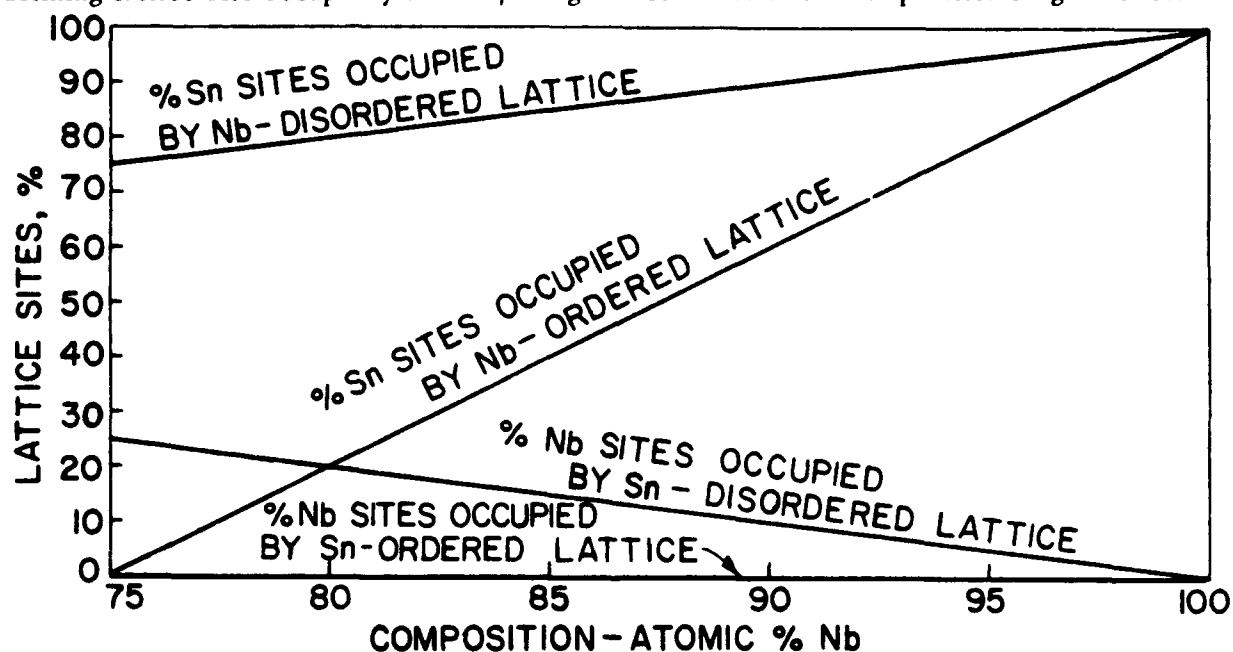 100
90
80
70
60
50
40
30
20
10
0
LATTICE SITES, %
% Sn SITES OCCUPIED
BY Nb-DISORDERED LATTICE
% Sn SITES OCCUPIED
BY Nb-ORDERED LATTICE
% Nb SITES OCCUPIED
BY Sn-DISORDERED LATTICE
%Nb SITES OCCUPIED
BY Sn-ORDERED LATTICE
75 80 85 90 95 100
COMPOSITION-ATOMIC % Nb